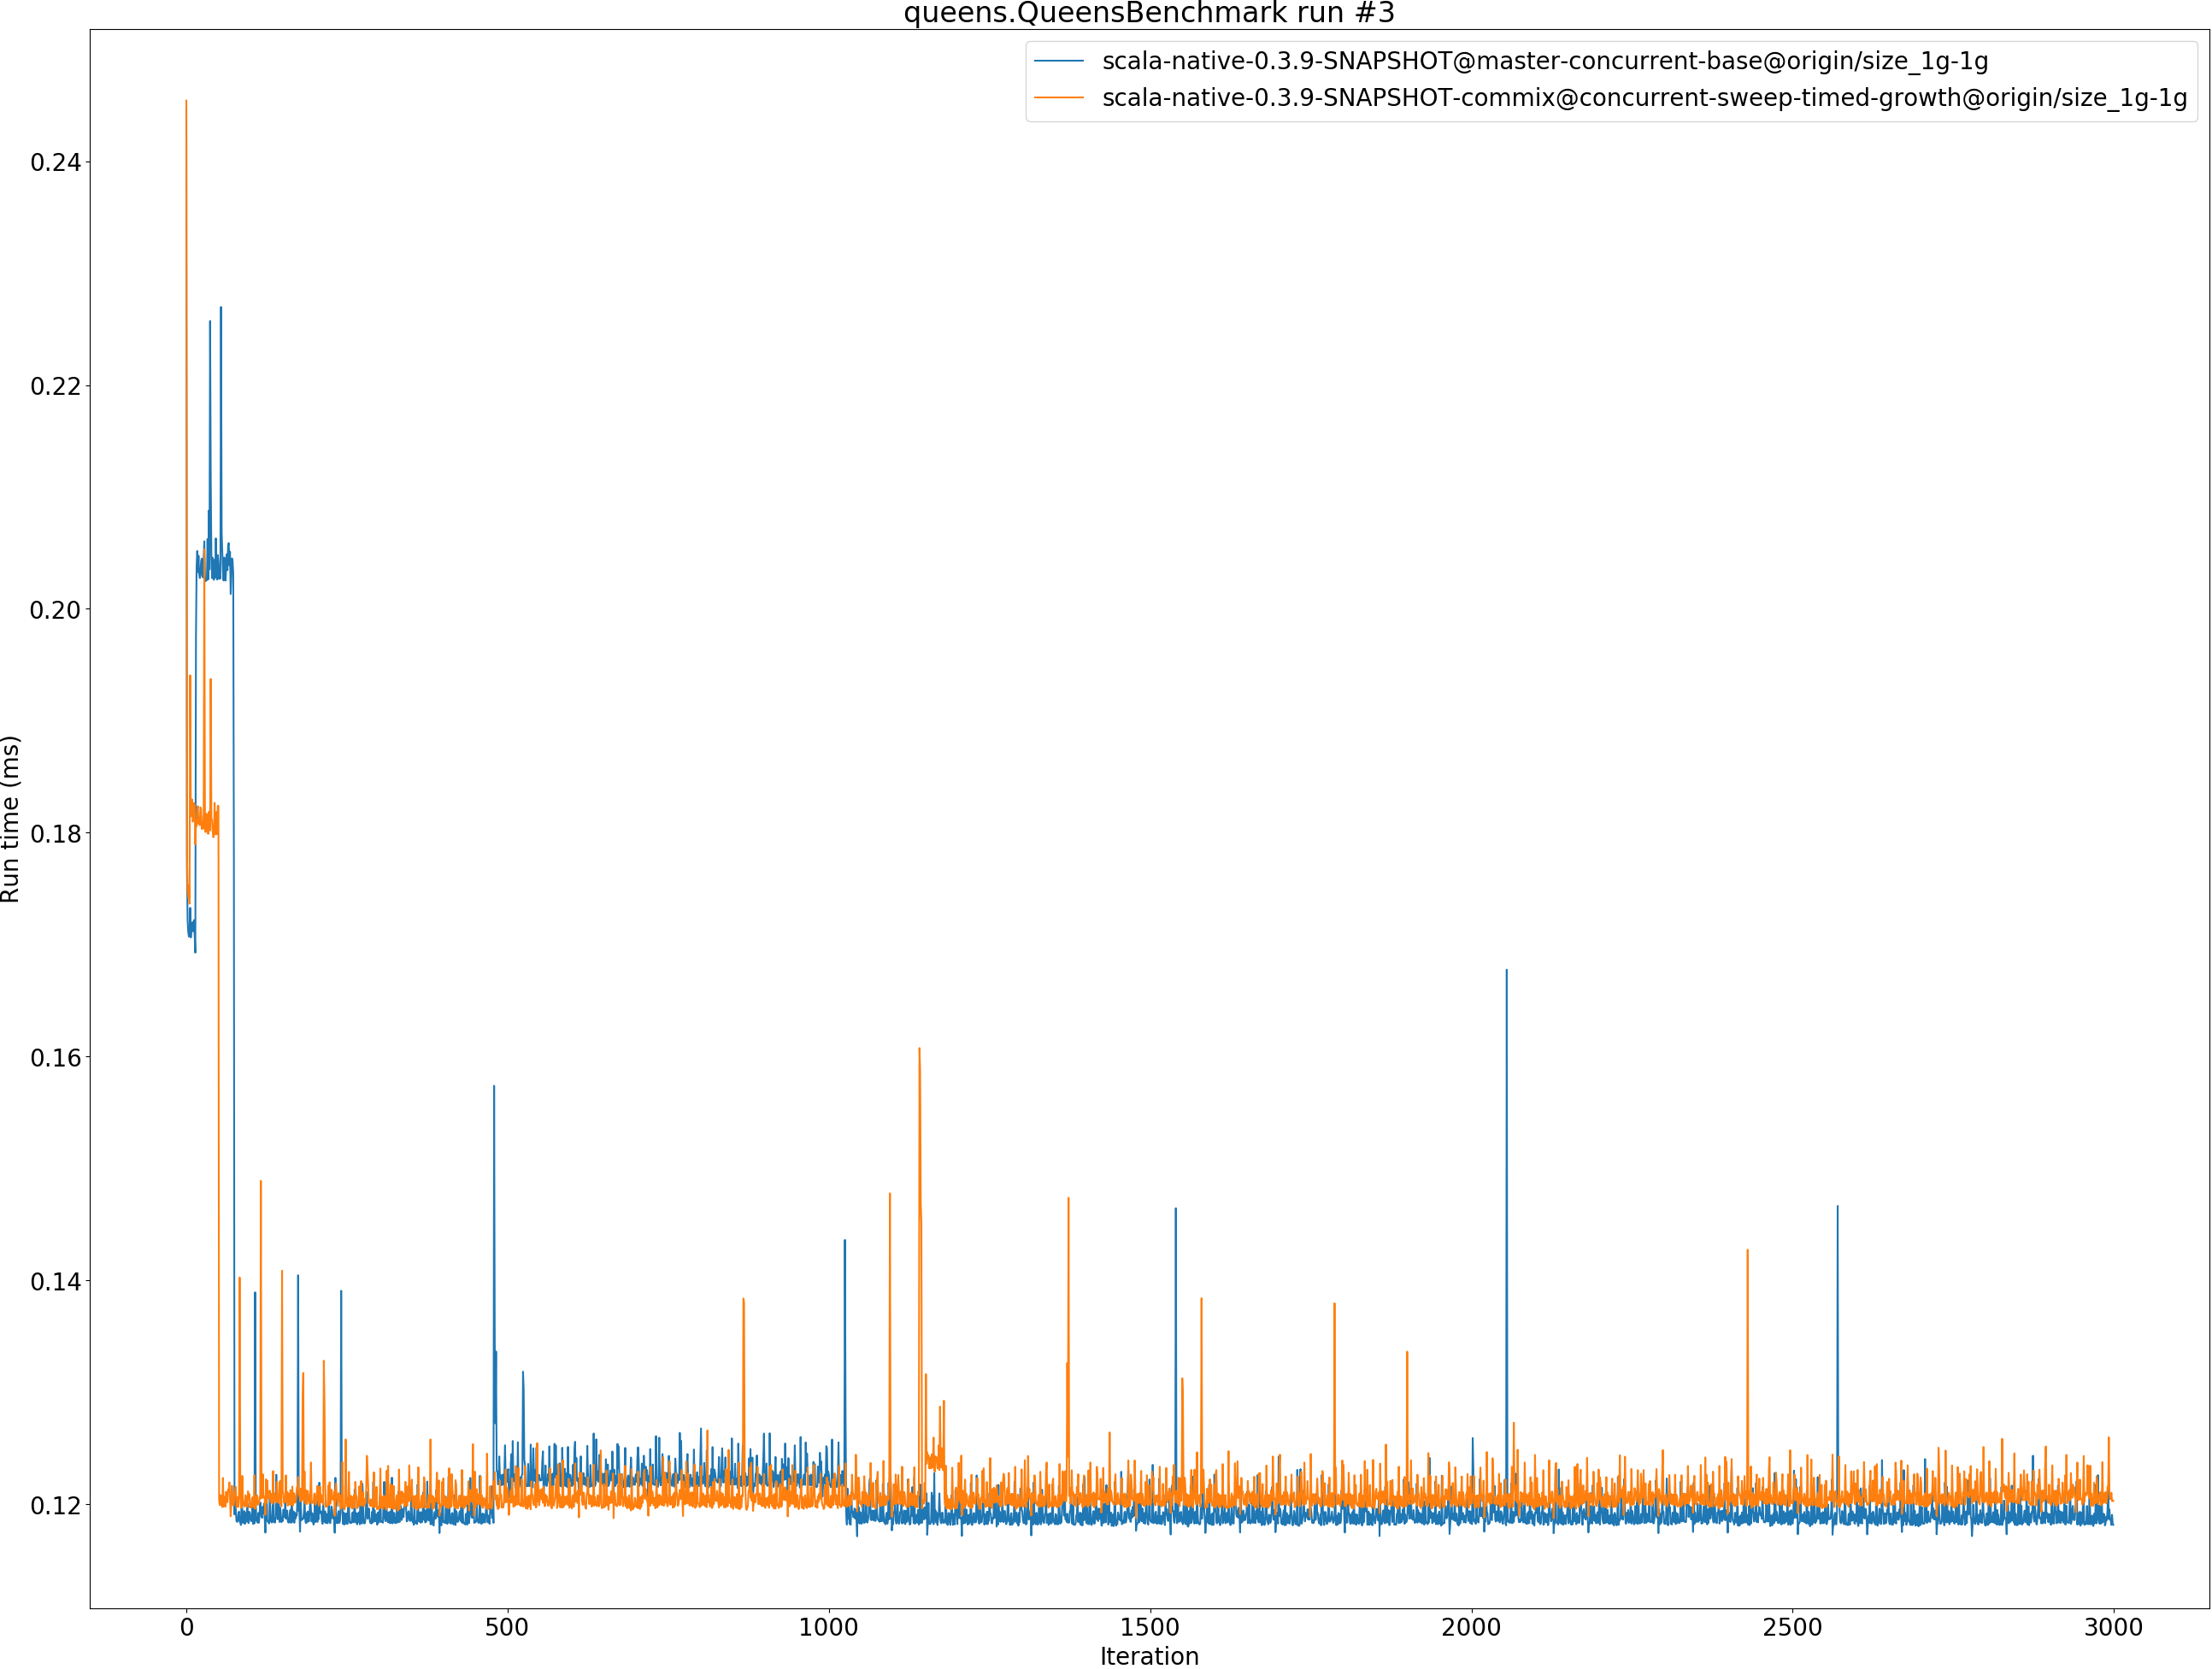 queens.QueensBenchmark run #3
scala-native-0.3.9-SNAPSHOT@master-concurrent-base@origin/size_1g-1g
scala-native-0.3.9-SNAPSHOT-commix@concurrent-sweep-timed-growth@origin/size_1g-1g
0.24
0.22
0.20
0.18
0.16
0.14
0.12
Run time (ms)
0 500 1000 1500 2000 2500 3000
Iteration